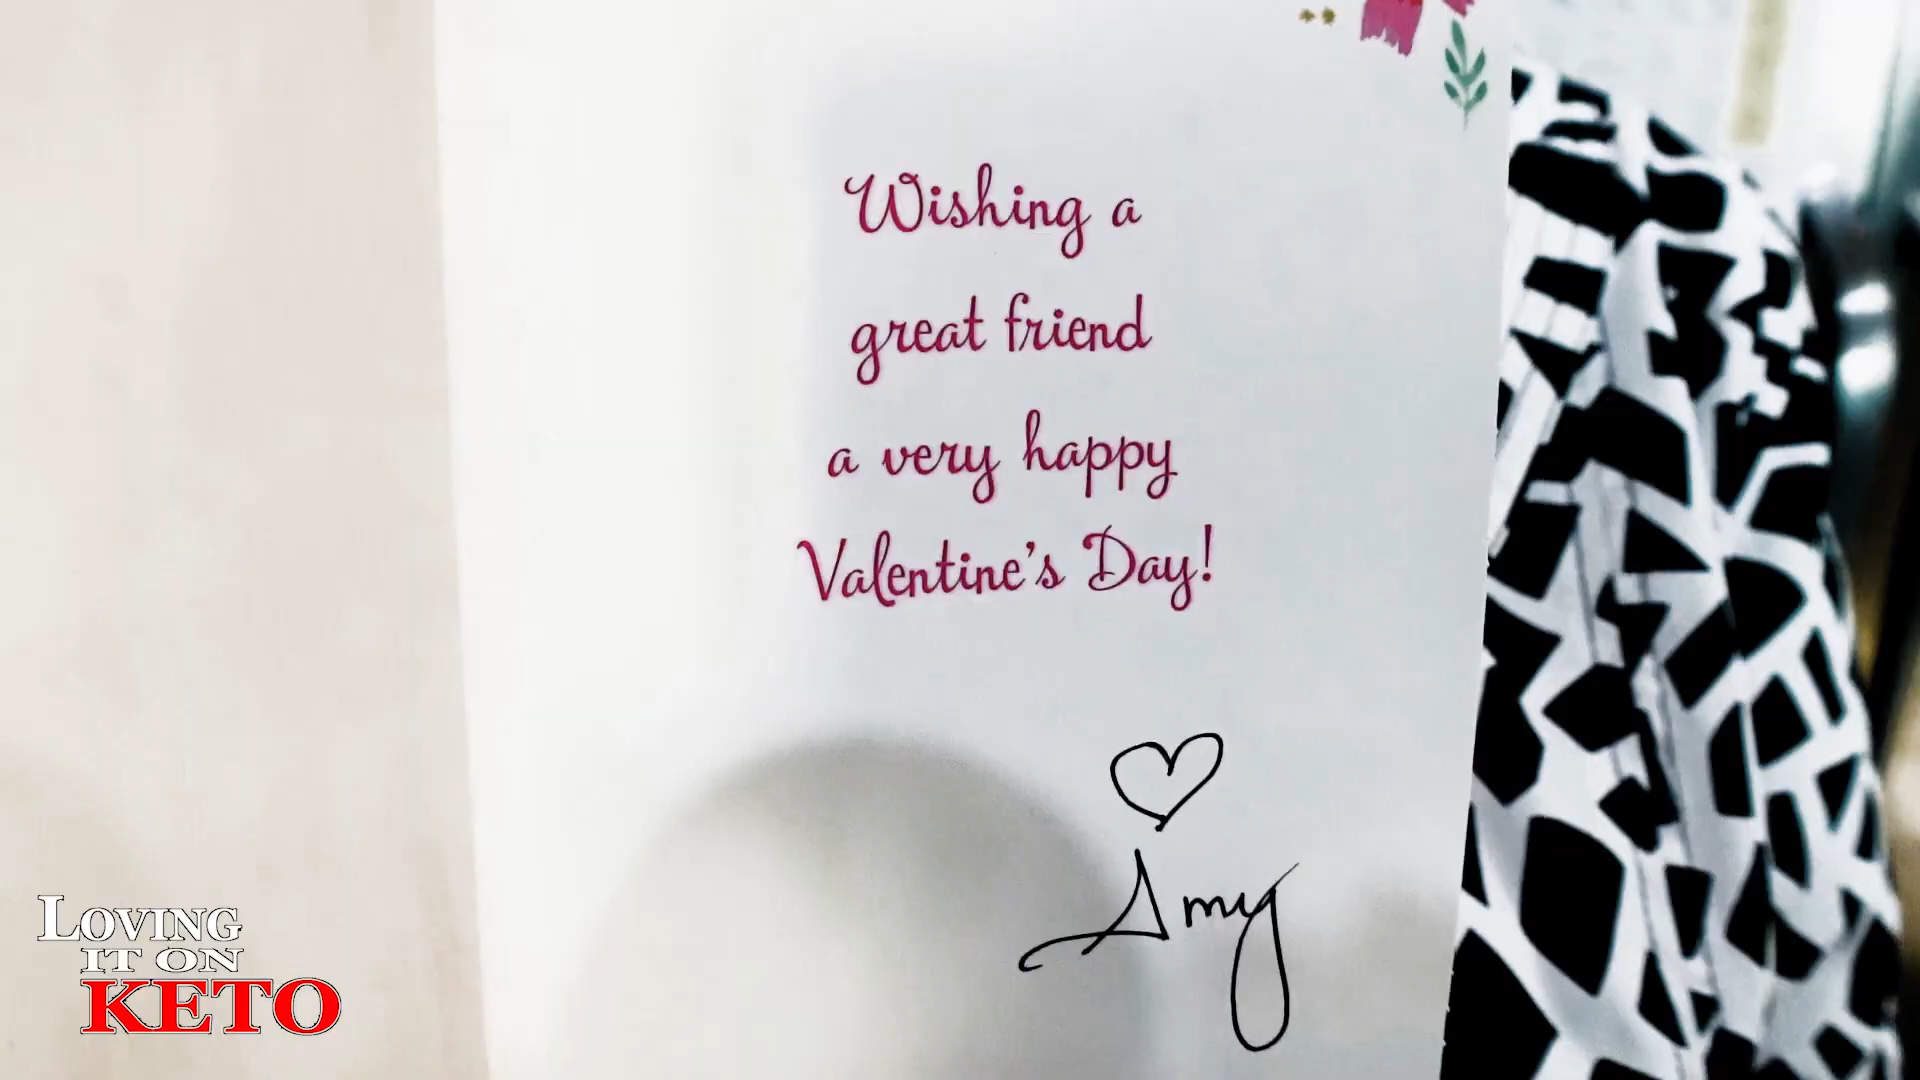 Wishing a
great friend
a very happy
Valentine's Day!
Amy
LOVING
IT ON
KETO